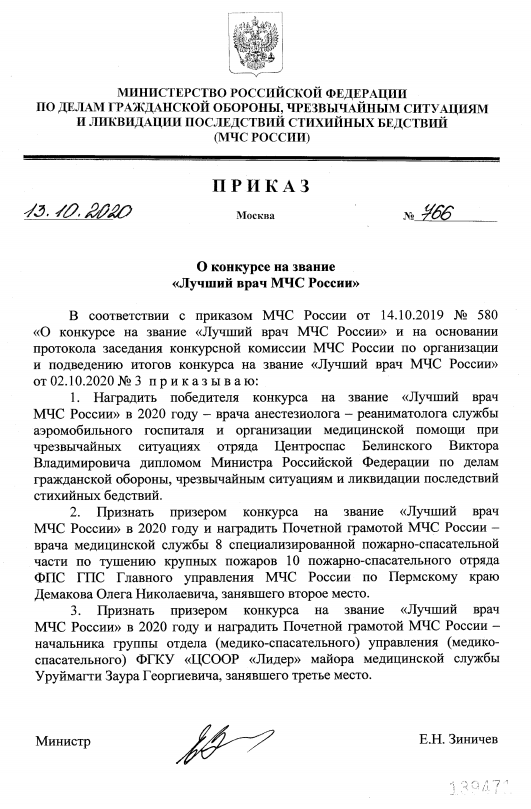 МИНИСТЕРСТВО РОССИЙСКОЙ ФЕДЕРАЦИИ
ПО ДЕЛАМ ГРАЖДАНСКОЙ ОБОРОНЫ, ЧРЕЗВЫЧАЙНЫМ СИТУАЦИЯМ
И ЛИКВИДАЦИИ ПОСЛЕДСТВИЙ СТИХИЙНЫХ БЕДСТВИЙ
(МЧС РОССИИ)
ПРИКАЗ
13.10.2020 Москва № 766
О конкурсе на звание
«Лучший врач МЧС России»
В соответствии с приказом МЧС России от 14.10.2019 № 580
«О конкурсе на звание «Лучший врач МЧС России» и на основании
протокола заседания конкурсной комиссии МЧС России по организации
и подведению итогов конкурса на звание «Лучший врач МЧС России»
от 02.10.2020 № 3 приказываю:
1. Наградить победителя конкурса на звание «Лучший врач
МЧС России» в 2020 году – врача анестезиолога – реаниматолога службы
аэромобильного госпиталя и организации медицинской помощи при
чрезвычайных ситуациях отряда Центроспас Белинского Виктора
Владимировича дипломом Министра Российской Федерации по делам
гражданской обороны, чрезвычайным ситуациям и ликвидации последствий
стихийных бедствий.
2. Признать призером конкурса на звание «Лучший врач
МЧС России» в 2020 году и наградить Почетной грамотой МЧС России –
врача медицинской службы 8 специализированной пожарно-спасательной
части по тушению крупных пожаров 10 пожарно-спасательного отряда
ФПС ГПС Главного управления МЧС России по Пермскому краю
Демакова Олега Николаевича, занявшего второе место.
3. Признать призером конкурса на звание «Лучший врач
МЧС России» в 2020 году и наградить Почетной грамотой МЧС России –
начальника группы отдела (медико-спасательного) управления (медико-
спасательного) ФГКУ «ЦСООР «Лидер» майора медицинской службы
Уруймагти Заура Георгиевича, занявшего третье место.
Министр Е.Н. Зиничев